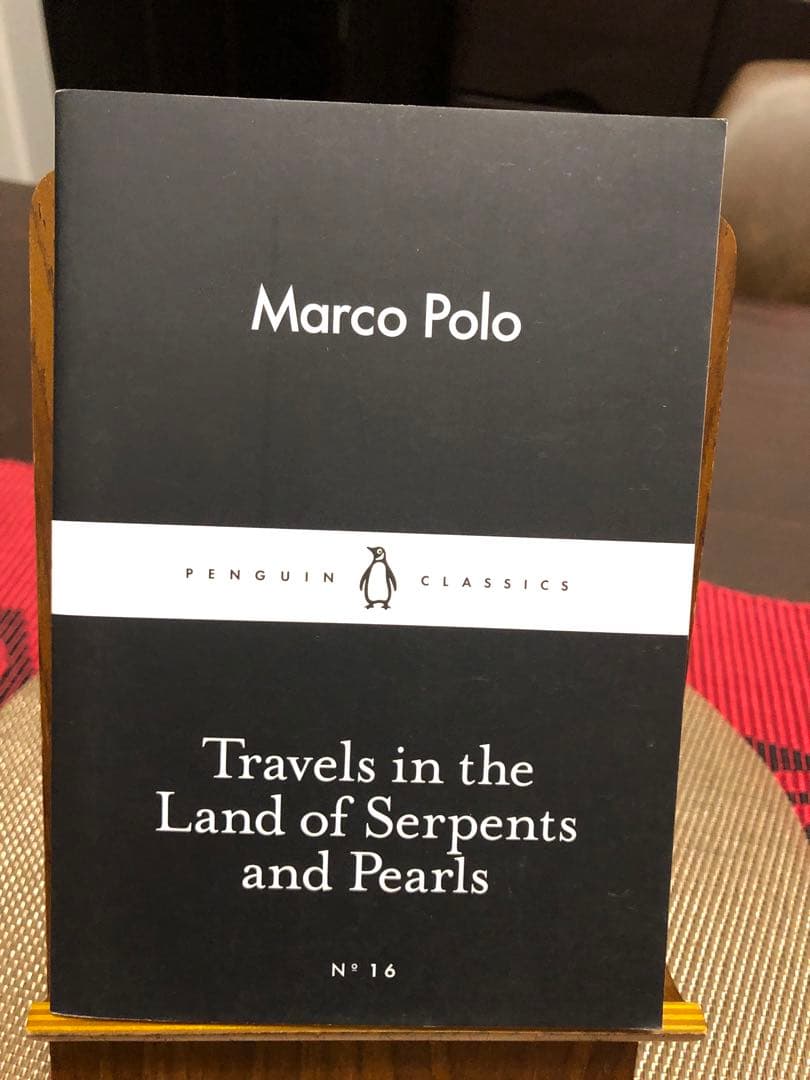 Marco Polo
PENGUIN CLASSICS
Travels in the
Land of Serpents
and Pearls
Nº 16